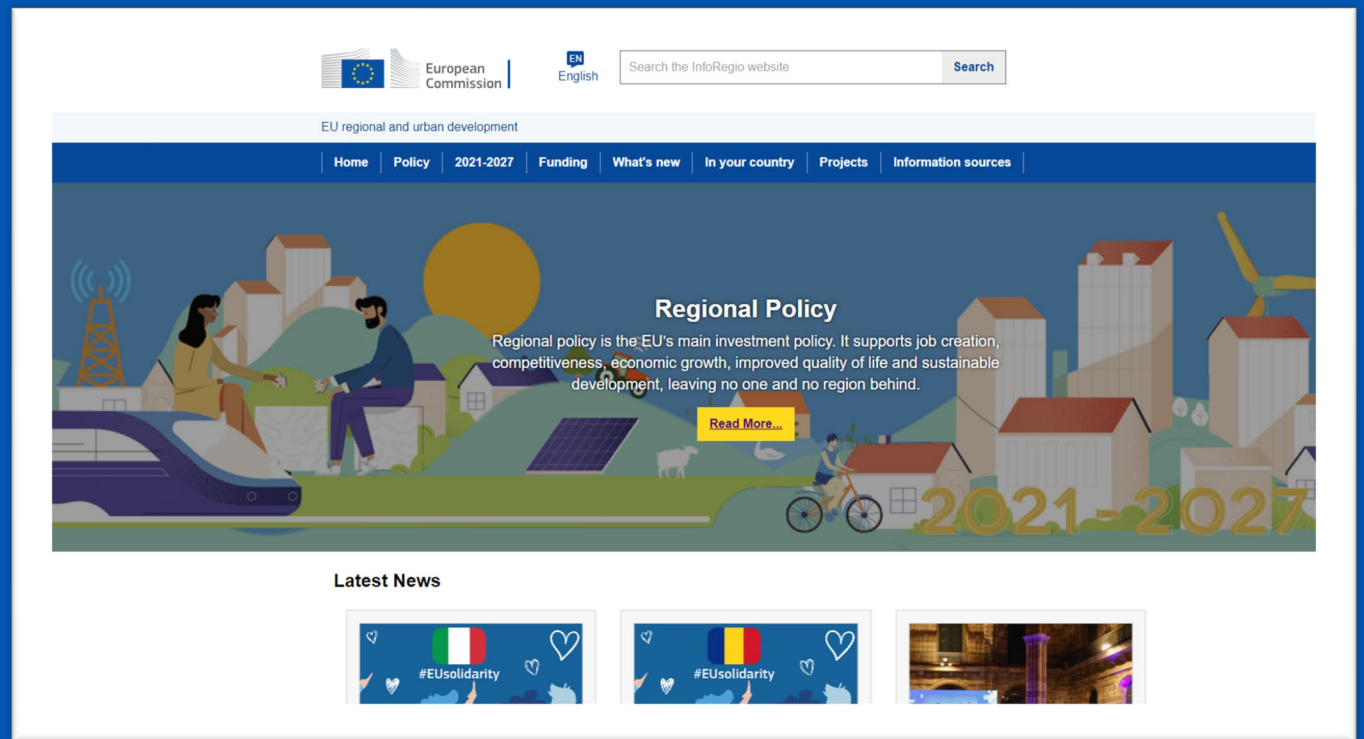 European
Commission
EN
English
Search the InfoRegio website
Search
EU regional and urban development
Home
Policy
2021-2027
Funding
What's new
In your country
Projects
Information sources
Regional Policy
Regional policy is the EU's main investment policy. It supports job creation,
competitiveness, economic growth, improved quality of life and sustainable
development, leaving no one and no region behind.
Read More...
2021-2027
Latest News
#EUsolidarity
#EUsolidarity